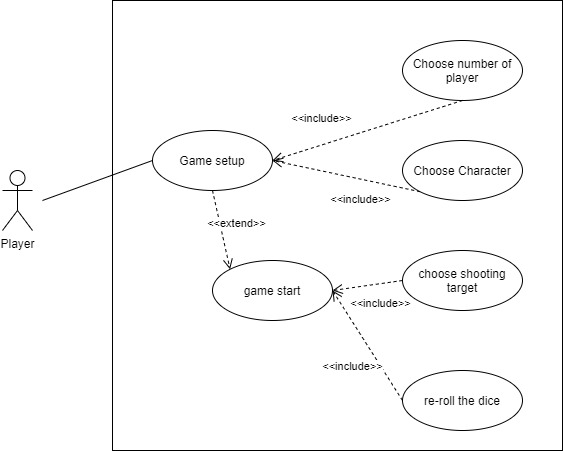 Choose number of
player
<<include>>
Game setup
Choose Character
<<include>>
<<extend>>
Player
choose shooting
target
game start
<<include>>
<<include>>
re-roll the dice